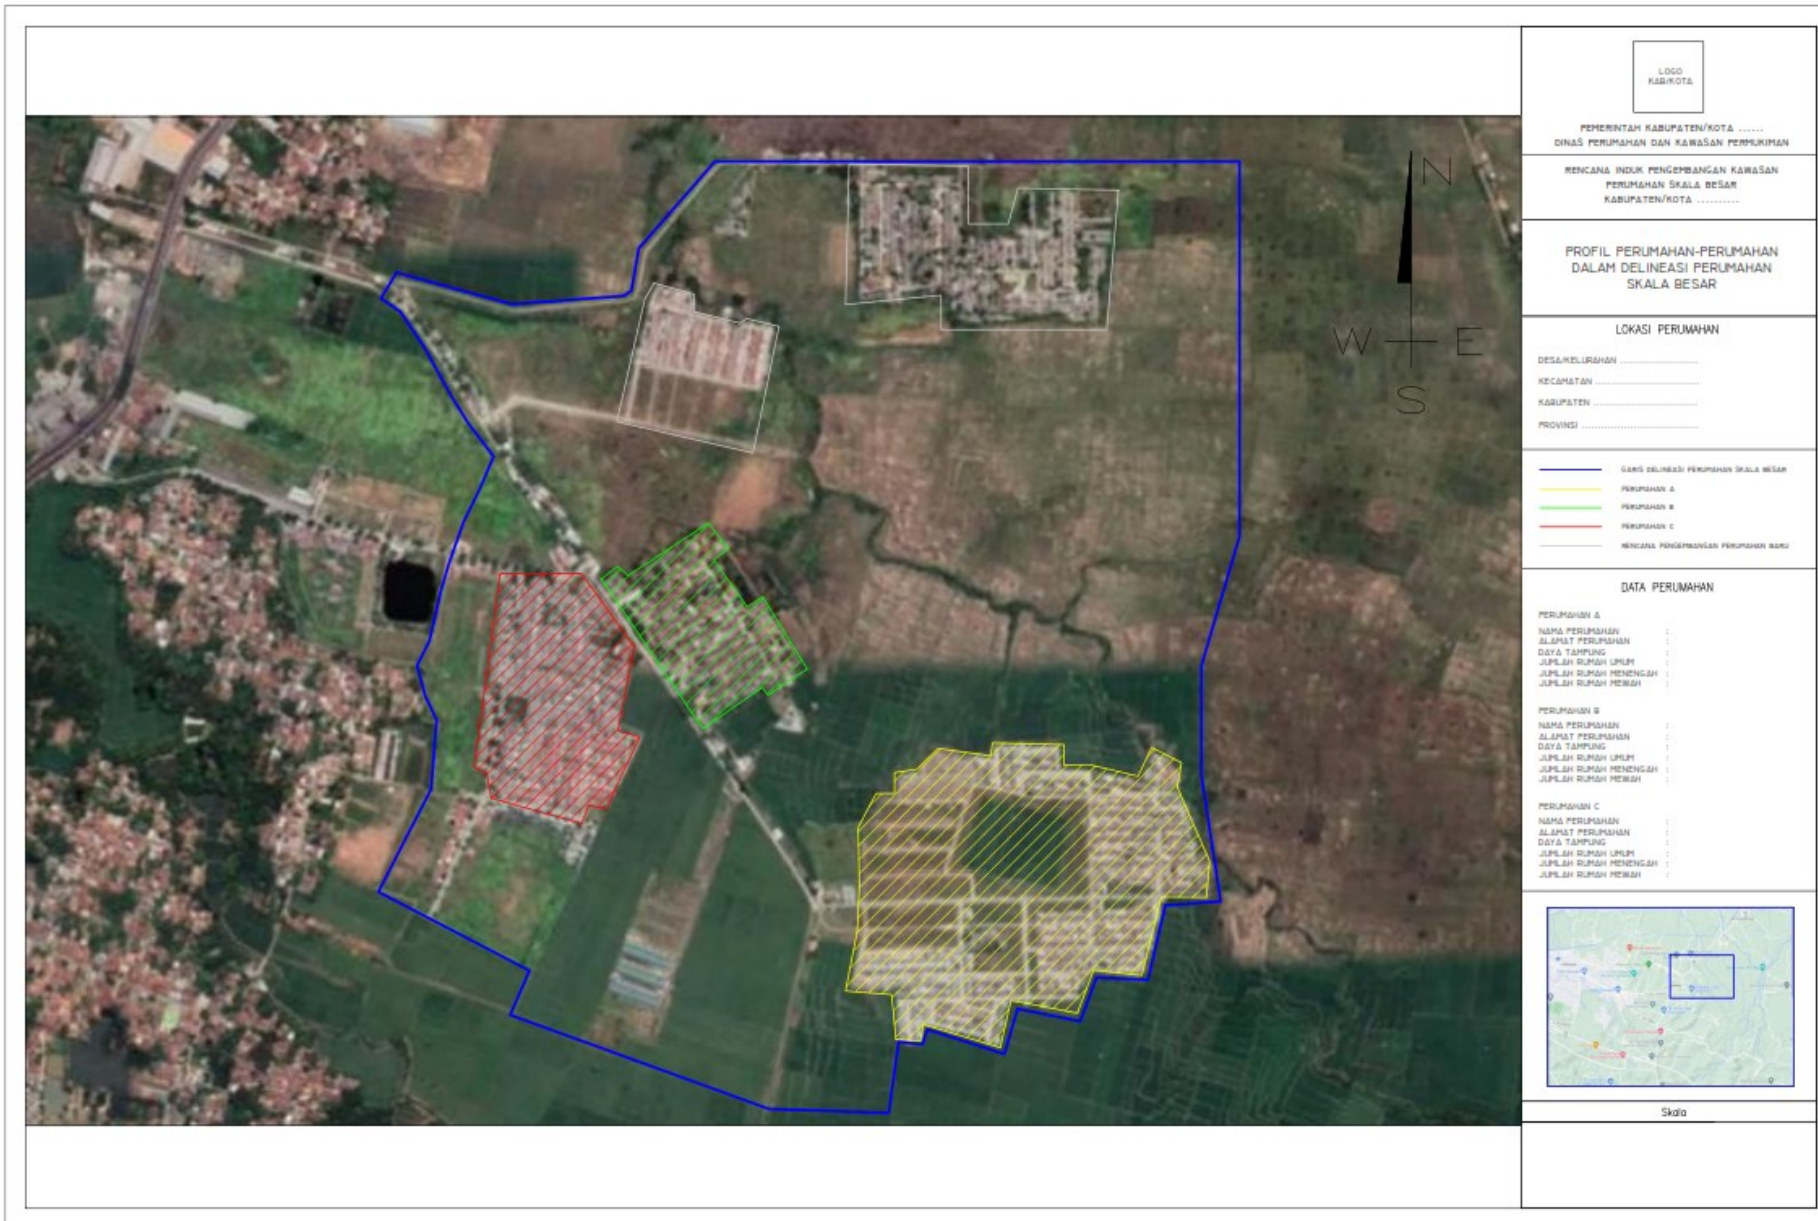 LOGO
KAB/KOTA
PEMERINTAH KABUPATEN/KOTA ......
DINAS PERUMAHAN DAN KAWASAN PERMUKIMAN
RENCANA INDUK PENGEMBANGAN KAWASAN
PERUMAHAN SKALA BESAR
KABUPATEN/KOTA ..........
PROFIL PERUMAHAN-PERUMAHAN
DALAM DELINEASI PERUMAHAN
SKALA BESAR
N
W E
S
LOKASI PERUMAHAN
DESA/KELURAHAN ........................
KECAMATAN ................................
KABUPATEN ................................
PROVINSI ....................................
GARIS DELINEASI PERUMAHAN SKALA BESAR
PERUMAHAN A
PERUMAHAN B
PERUMAHAN C
RENCANA PENGEMBANGAN PERUMAHAN BARU
DATA PERUMAHAN
PERUMAHAN A
NAMA PERUMAHAN :
ALAMAT PERUMAHAN :
DAYA TAMPUNG :
JUMLAH RUMAH UMUM :
JUMLAH RUMAH MENENGAH :
JUMLAH RUMAH MEWAH :
PERUMAHAN B
NAMA PERUMAHAN :
ALAMAT PERUMAHAN :
DAYA TAMPUNG :
JUMLAH RUMAH UMUM :
JUMLAH RUMAH MENENGAH :
JUMLAH RUMAH MEWAH :
PERUMAHAN C
NAMA PERUMAHAN :
ALAMAT PERUMAHAN :
DAYA TAMPUNG :
JUMLAH RUMAH UMUM :
JUMLAH RUMAH MENENGAH :
JUMLAH RUMAH MEWAH :
Skala